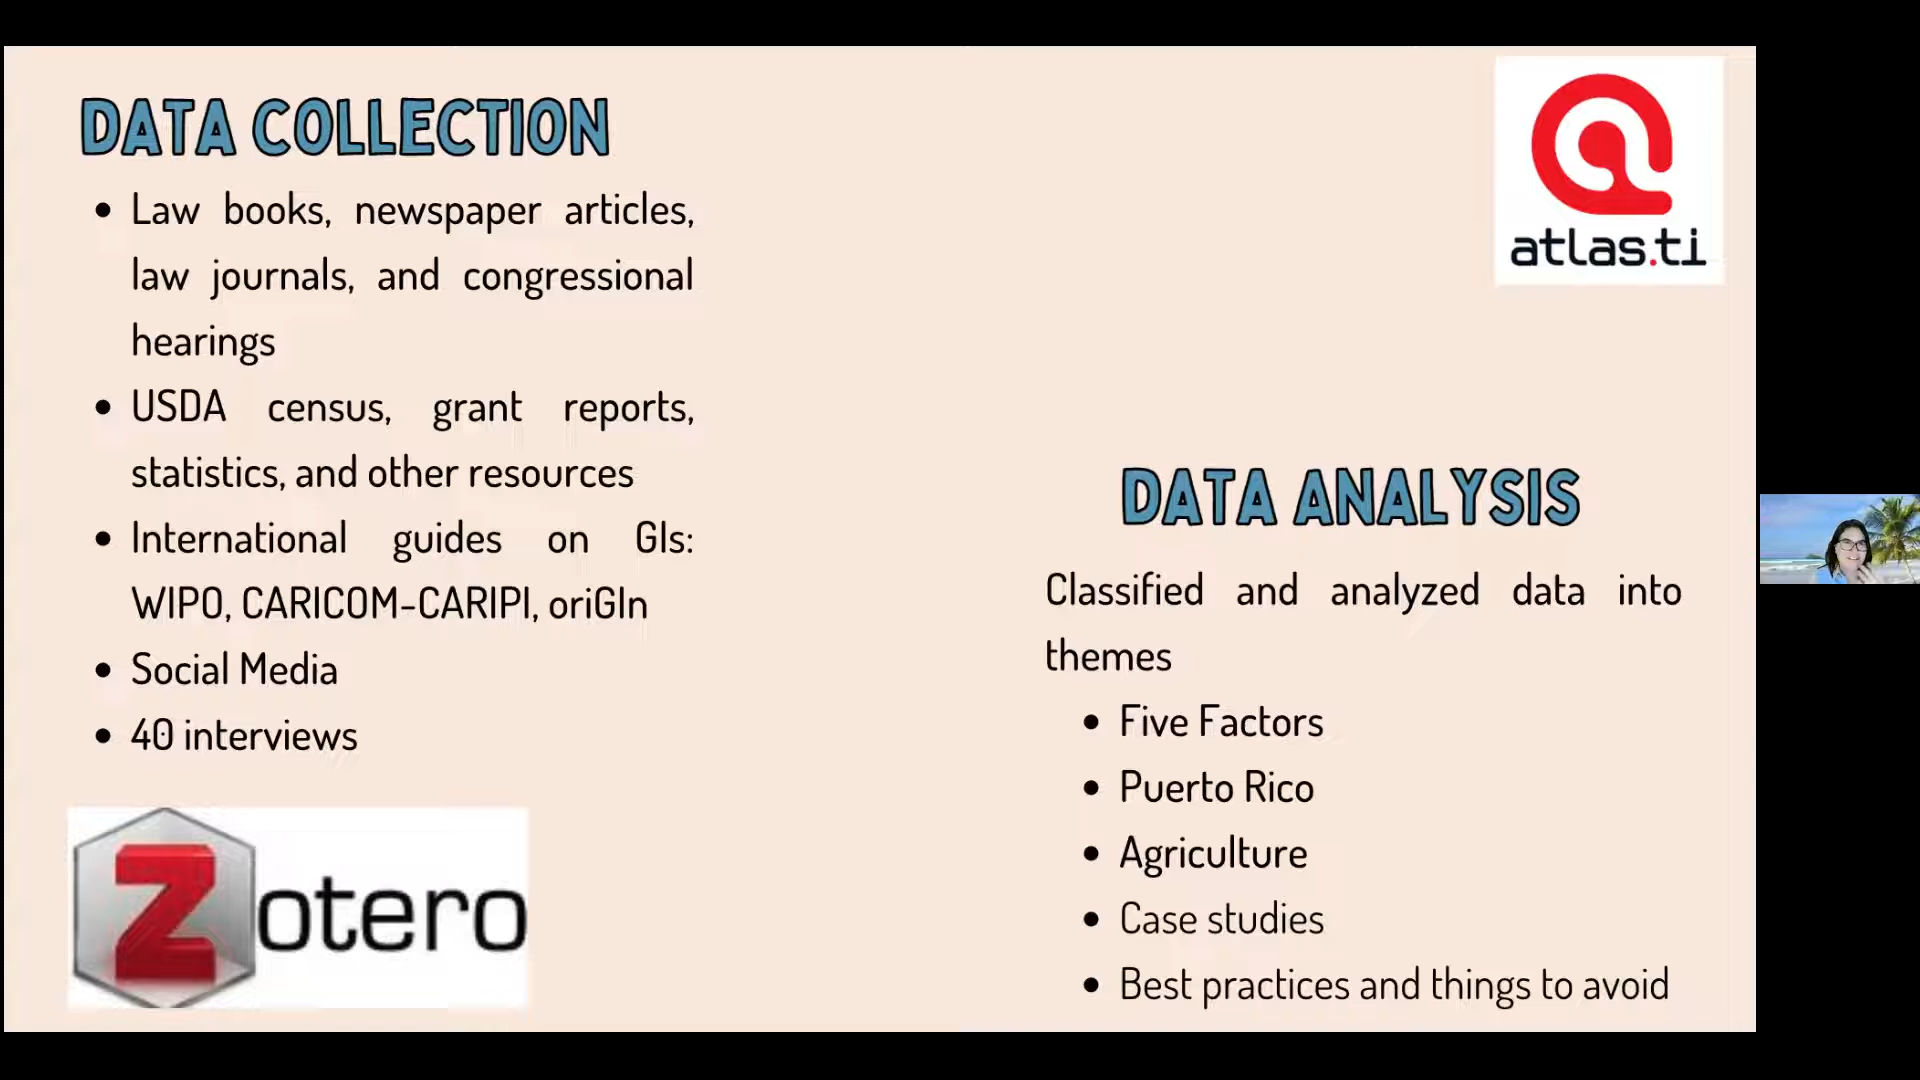 DATA COLLECTION
• Law books, newspaper articles,
law journals, and congressional
hearings
• USDA census, grant reports,
statistics, and other resources
• International guides on GIs:
WIPO, CARICOM-CARIPI, oriGIn
• Social Media
• 40 interviews
Zotero
atlas.ti
DATA ANALYSIS
Classified and analyzed data into
themes
• Five Factors
• Puerto Rico
• Agriculture
• Case studies
• Best practices and things to avoid